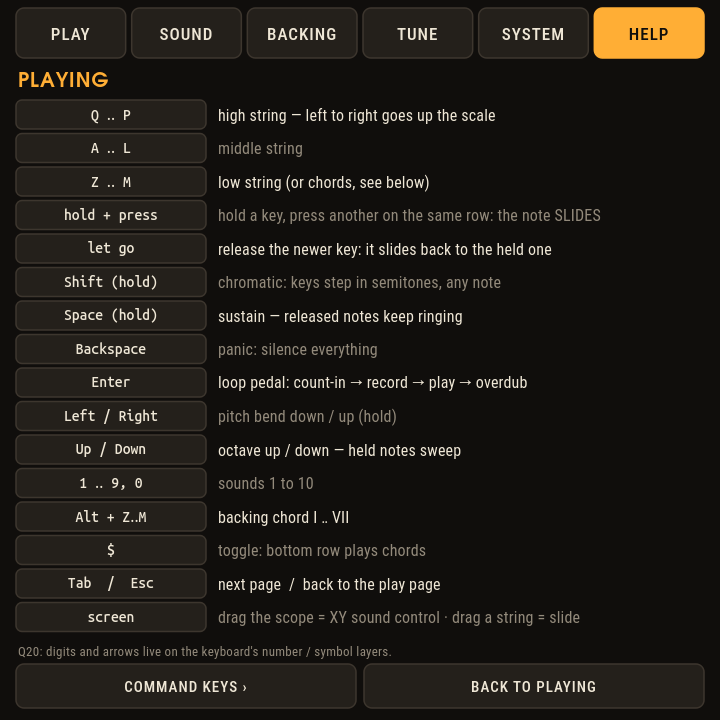 PLAY SOUND BACKING TUNE SYSTEM HELP
PLAYING
Q .. P high string — left to right goes up the scale
A .. L middle string
Z .. M low string (or chords, see below)
hold + press hold a key, press another on the same row: the note SLIDES
let go release the newer key: it slides back to the held one
Shift (hold) chromatic: keys step in semitones, any note
Space (hold) sustain — released notes keep ringing
Backspace panic: silence everything
Enter loop pedal: count-in → record → play → overdub
Left / Right pitch bend down / up (hold)
Up / Down octave up / down — held notes sweep
1 .. 9, 0 sounds 1 to 10
Alt + Z..M backing chord I .. VII
$ toggle: bottom row plays chords
Tab / Esc next page / back to the play page
screen drag the scope = XY sound control · drag a string = slide
Q20: digits and arrows live on the keyboard's number / symbol layers.
COMMAND KEYS › BACK TO PLAYING